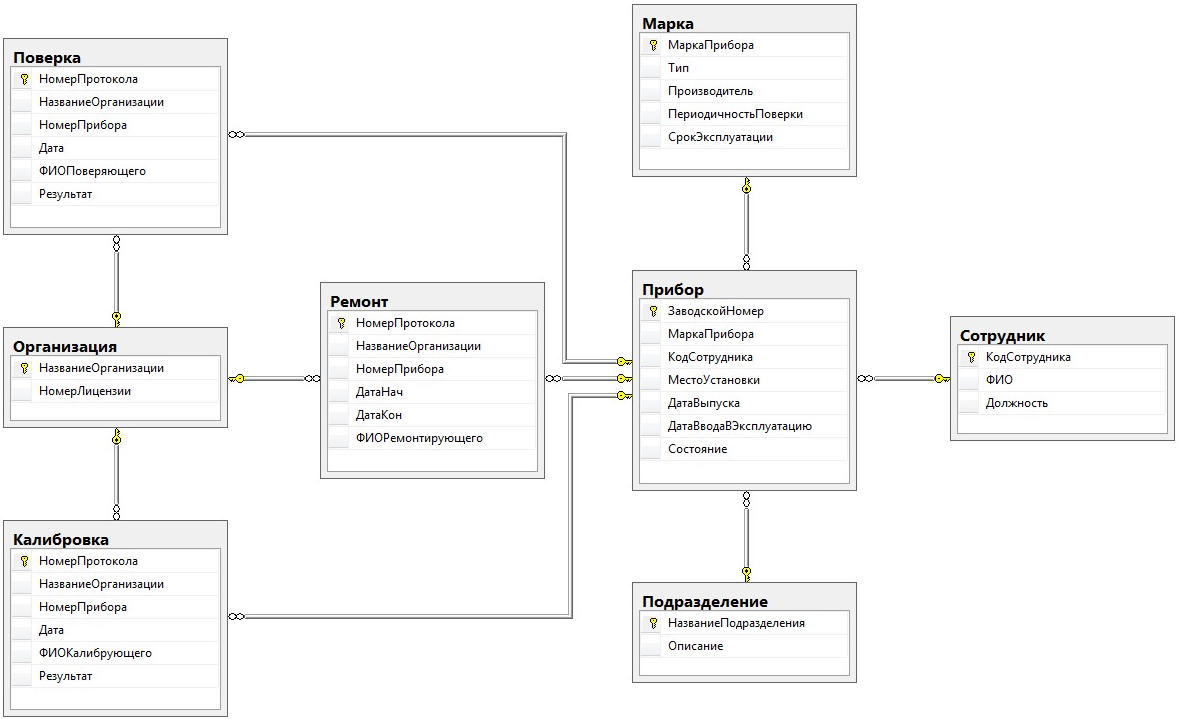 Поверка
НомерПротокола
НазваниеОрганизации
НомерПрибора
Дата
ФИОПоверяющего
Результат
Организация
НазваниеОрганизации
НомерЛицензии
Калибровка
НомерПротокола
НазваниеОрганизации
НомерПрибора
Дата
ФИОКалибрующего
Результат
Ремонт
НомерПротокола
НазваниеОрганизации
НомерПрибора
ДатаНач
ДатаКон
ФИОРемонтирующего
Марка
МаркаПрибора
Тип
Производитель
ПериодичностьПоверки
СрокЭксплуатации
Прибор
ЗаводскойНомер
МаркаПрибора
КодСотрудника
МестоУстановки
ДатаВыпуска
ДатаВводаВЭксплуатацию
Состояние
Подразделение
НазваниеПодразделения
Описание
Сотрудник
КодСотрудника
ФИО
Должность